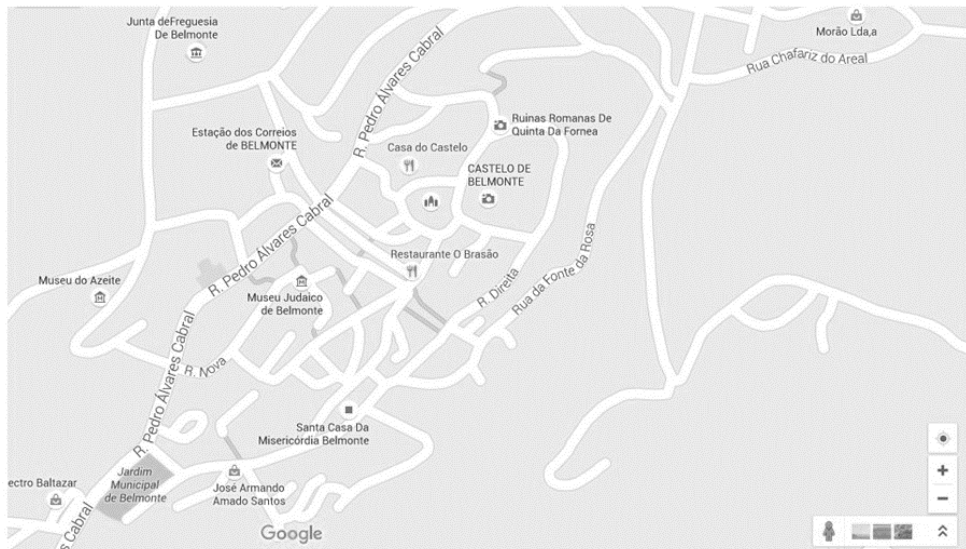 Junta deFreguesia
De Belmonte
Morão Lda,a
Rua Chafariz do Areal
R. Pedro Álvares Cabral
Ruinas Romanas De
Quinta Da Fornea
Estação dos Correios
de BELMONTE
Casa do Castelo
CASTELO DE
BELMONTE
R. Pedro Álvares Cabral
Restaurante O Brasão
Rua da Fonte da Rosa
R. Direita
Museu do Azeite
Museu Judaico
de Belmonte
R. Nova
R. Pedro Álvares Cabral
Santa Casa Da
Misericórdia Belmonte
Jardim
Municipal
de Belmonte
ectro Baltazar
José Armando
Amado Santos
es Cabral
Google